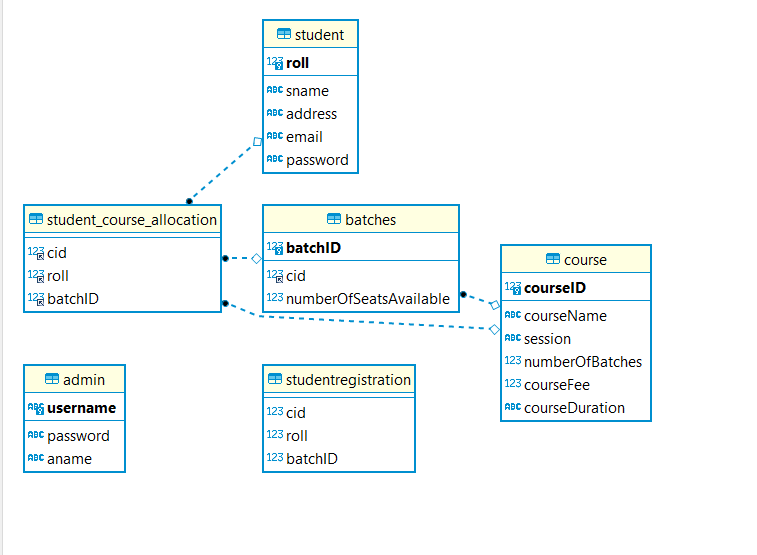 student
123 roll
ABC sname
ABC address
ABC email
ABC password
student_course_allocation
123 cid
123 roll
123 batchID
batches
123 batchID
123 cid
123 numberOfSeatsAvailable
course
123 courseID
ABC courseName
ABC session
123 numberOfBatches
123 courseFee
ABC courseDuration
admin
ABC username
ABC password
ABC aname
studentregistration
123 cid
123 roll
123 batchID